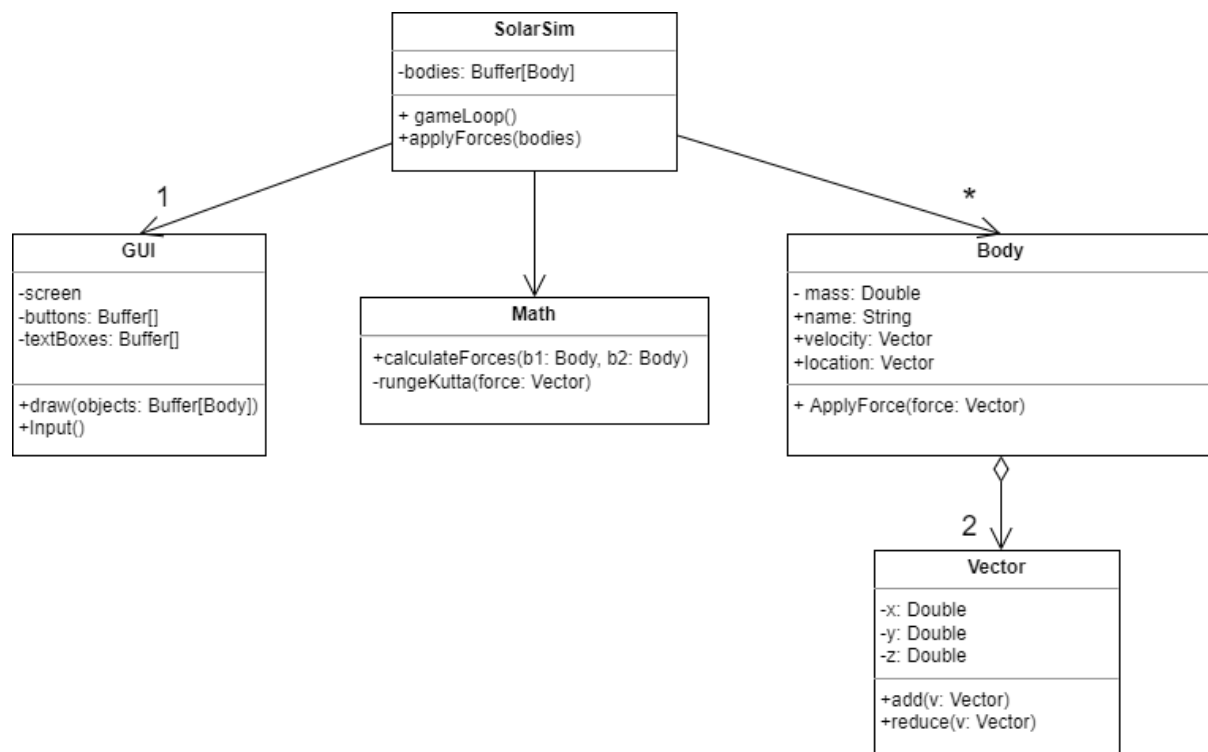 SolarSim
-bodies: Buffer[Body]
+ gameLoop()
+applyForces(bodies)
1
*
GUI
-screen
-buttons: Buffer[]
-textBoxes: Buffer[]
+draw(objects: Buffer[Body])
+Input()
Math
+calculateForces(b1: Body, b2: Body)
-rungeKutta(force: Vector)
Body
- mass: Double
+name: String
+velocity: Vector
+location: Vector
+ ApplyForce(force: Vector)
2
Vector
-x: Double
-y: Double
-z: Double
+add(v: Vector)
+reduce(v: Vector)